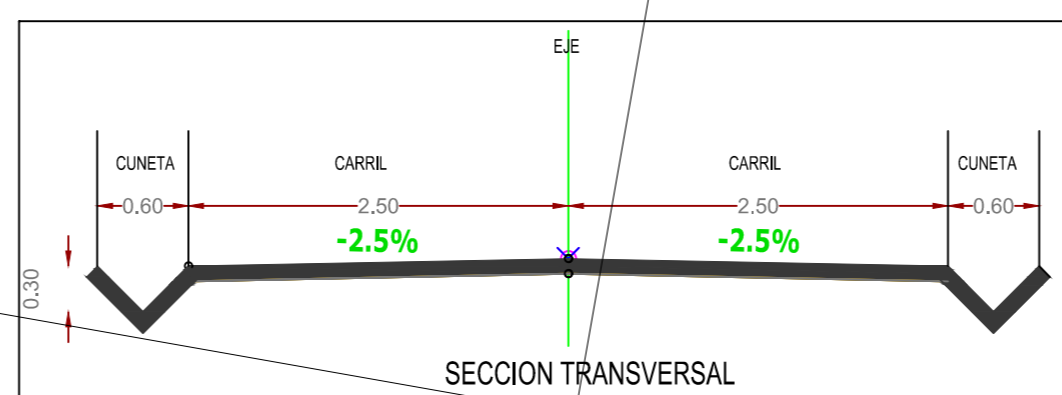 EJE
CUNETA CARRIL CARRIL CUNETA
0.60 2.50 2.50 0.60
-2.5% -2.5%
0.30
SECCION TRANSVERSAL